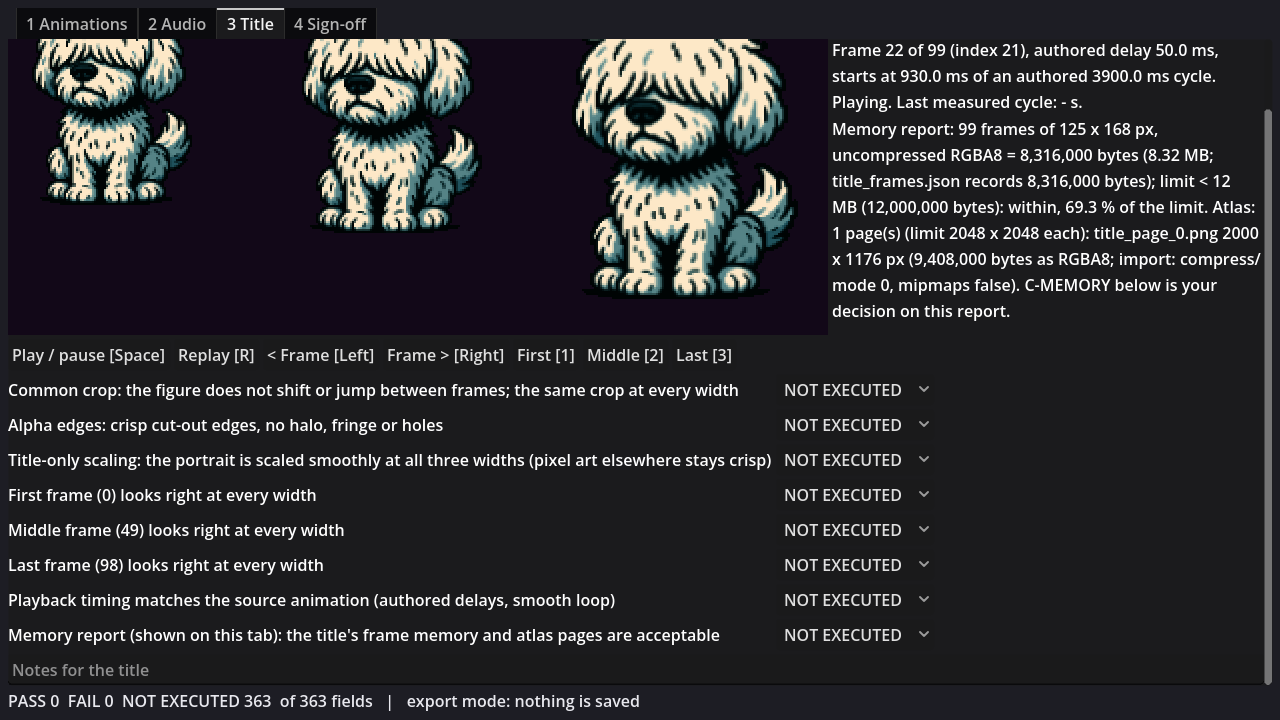 1 Animations
2 Audio
3 Title
4 Sign-off
Frame 22 of 99 (index 21), authored delay 50.0 ms,
starts at 930.0 ms of an authored 3900.0 ms cycle.
Playing. Last measured cycle: - s.
Memory report: 99 frames of 125 x 168 px,
uncompressed RGBA8 = 8,316,000 bytes (8.32 MB;
title_frames.json records 8,316,000 bytes); limit < 12
MB (12,000,000 bytes): within, 69.3 % of the limit. Atlas:
1 page(s) (limit 2048 x 2048 each): title_page_0.png 2000
x 1176 px (9,408,000 bytes as RGBA8; import: compress/
mode 0, mipmaps false). C-MEMORY below is your
decision on this report.
Play / pause [Space]
Replay [R]
< Frame [Left]
Frame > [Right]
First [1]
Middle [2]
Last [3]
Common crop: the figure does not shift or jump between frames; the same crop at every width NOT EXECUTED
Alpha edges: crisp cut-out edges, no halo, fringe or holes NOT EXECUTED
Title-only scaling: the portrait is scaled smoothly at all three widths (pixel art elsewhere stays crisp) NOT EXECUTED
First frame (0) looks right at every width NOT EXECUTED
Middle frame (49) looks right at every width NOT EXECUTED
Last frame (98) looks right at every width NOT EXECUTED
Playback timing matches the source animation (authored delays, smooth loop) NOT EXECUTED
Memory report (shown on this tab): the title's frame memory and atlas pages are acceptable NOT EXECUTED
Notes for the title
PASS 0 FAIL 0 NOT EXECUTED 363 of 363 fields | export mode: nothing is saved